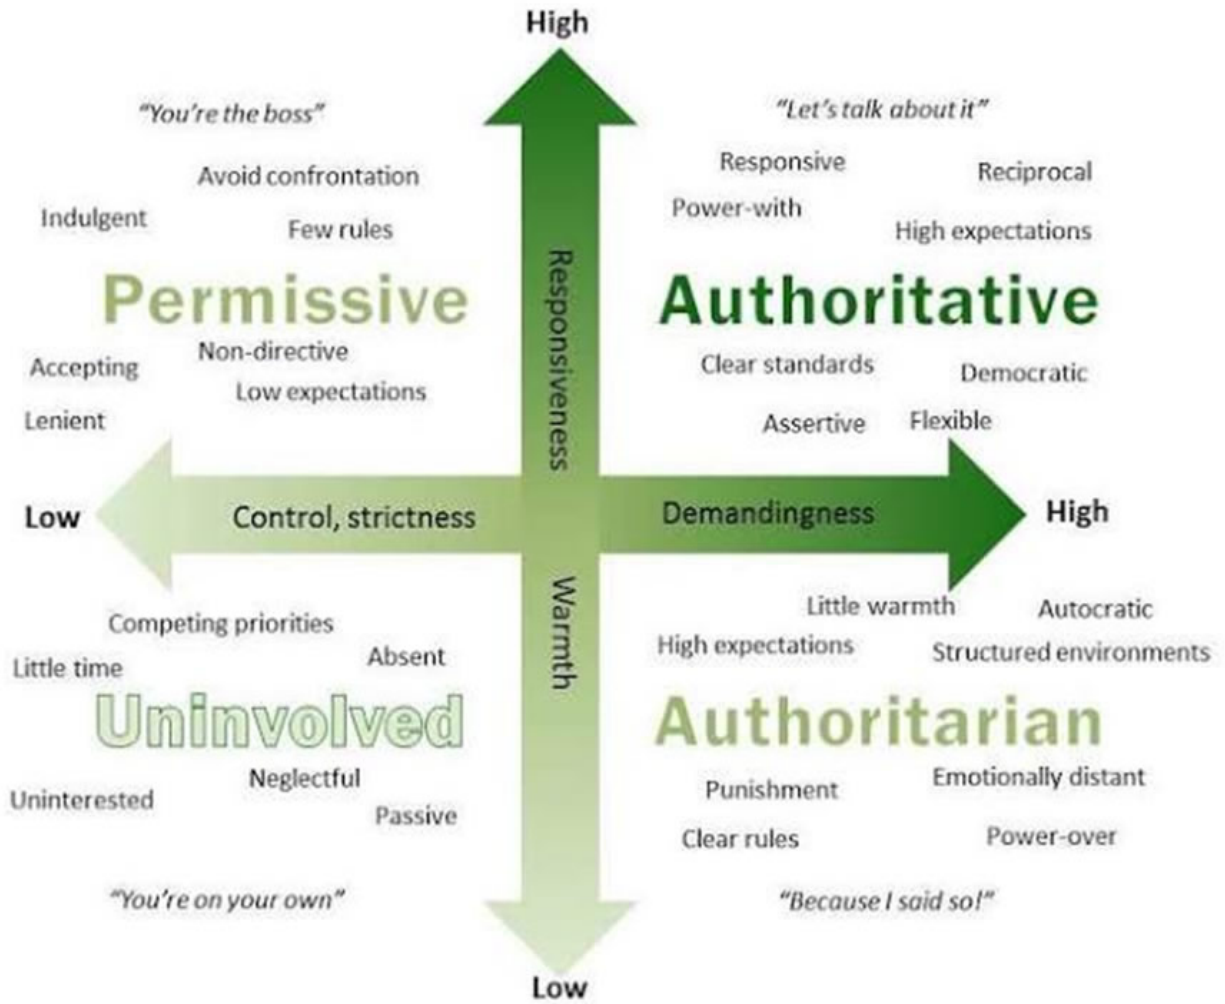 High
"You're the boss"
Avoid confrontation
Indulgent
Few rules
Permissive
Non-directive
Accepting
Low expectations
Lenient
"Let's talk about it"
Responsive
Reciprocal
Power-with
High expectations
Authoritative
Clear standards
Democratic
Assertive
Flexible
Responsiveness
Low
Control, strictness
Demandingness
High
Warmth
Competing priorities
Absent
Little time
Uninvolved
Neglectful
Uninterested
Passive
"You're on your own"
Little warmth
Autocratic
High expectations
Structured environments
Authoritarian
Emotionally distant
Punishment
Clear rules
Power-over
"Because I said so!"
Low